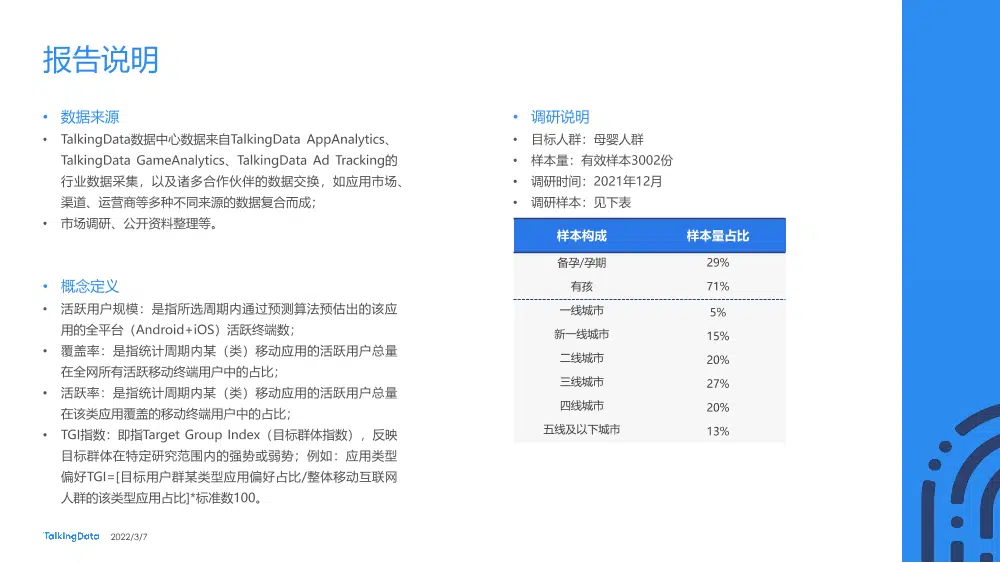 报告说明
• 数据来源
• TalkingData数据中心数据来自TalkingData AppAnalytics、
TalkingData GameAnalytics、TalkingData Ad Tracking的
行业数据采集，以及诸多合作伙伴的数据交换，如应用市场、
渠道、运营商等多种不同来源的数据复合而成；
• 市场调研、公开资料整理等。
• 概念定义
• 活跃用户规模：是指所选周期内通过预测算法预估出的该应
用的全平台（Android+iOS）活跃终端数；
• 覆盖率：是指统计周期内某（类）移动应用的活跃用户总量
在全网所有活跃移动终端用户中的占比；
• 活跃率：是指统计周期内某（类）移动应用的活跃用户总量
在该类应用覆盖的移动终端用户中的占比；
• TGI指数：即指Target Group Index（目标群体指数），反映
目标群体在特定研究范围内的强势或弱势；例如：应用类型
偏好TGI=[目标用户群某类型应用偏好占比/整体移动互联网
人群的该类型应用占比]*标准数100。
• 调研说明
• 目标人群：母婴人群
• 样本量：有效样本3002份
• 调研时间：2021年12月
• 调研样本：见下表
样本构成 样本量占比
备孕/孕期 29%
有孩 71%
一线城市 5%
新一线城市 15%
二线城市 20%
三线城市 27%
四线城市 20%
五线及以下城市 13%
TalkingData 2022/3/7